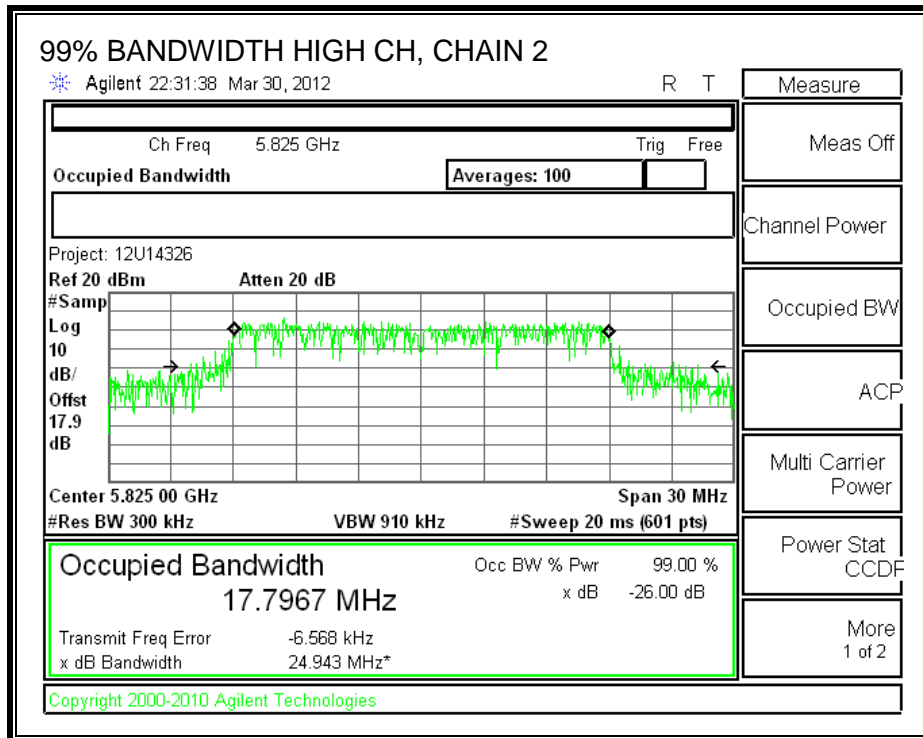 99% BANDWIDTH HIGH CH, CHAIN 2
Agilent 22:31:38 Mar 30, 2012 R T
Measure
Ch Freq 5.825 GHz Trig Free
Meas Off
Occupied Bandwidth Averages: 100
Channel Power
Project: 12U14326
Ref 20 dBm Atten 20 dB
#Samp
Log
10
dB/
Offst
17.9
dB
Occupied BW
ACP
Multi Carrier
Power
Center 5.825 00 GHz Span 30 MHz
#Res BW 300 kHz VBW 910 kHz #Sweep 20 ms (601 pts)
Power Stat
CCDF
Occupied Bandwidth Occ BW % Pwr 99.00 %
17.7967 MHz x dB -26.00 dB
Transmit Freq Error -6.568 kHz
x dB Bandwidth 24.943 MHz*
More
1 of 2
Copyright 2000-2010 Agilent Technologies